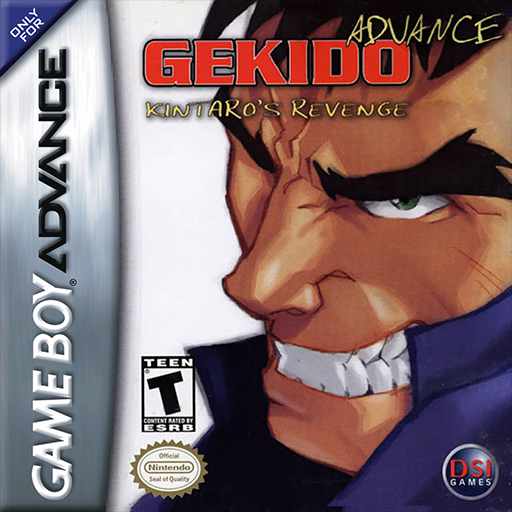 ONLY
FOR
GAME BOY ADVANCE
ADVANCE
GEKIDO
KINTARO'S REVENGE
TEEN
T
CONTENT RATED BY
ESRB
Official
Nintendo
Seal of Quality
DSI
GAMES